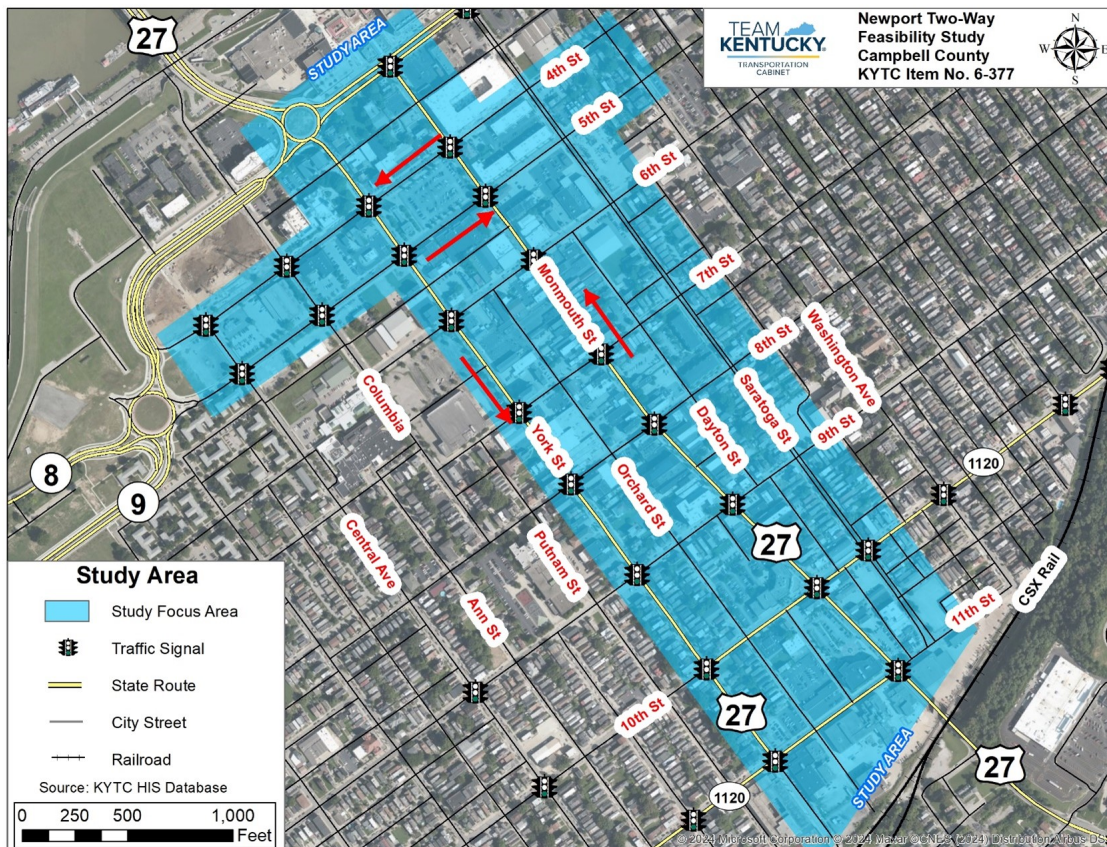 27
STUDY AREA
TEAM
KENTUCKY
TRANSPORTATION
CABINET
Newport Two-Way
Feasibility Study
Campbell County
KYTC Item No. 6-377
N
W
E
S
4th St
5th St
6th St
7th St
8th St
9th St
Monmouth St
Washington Ave
Saratoga St
Dayton St
Columbia
York St
Orchard St
Central Ave
Putnam St
Ann St
10th St
11th St
CSX Rail
1120
8
9
27
27
27
1120
STUDY AREA
Study Area
Study Focus Area
Traffic Signal
State Route
City Street
Railroad
Source: KYTC HIS Database
0 250 500 1,000
Feet
© 2024 Microsoft Corporation © 2024 Maxar ©CNES (2024) Distribution Airbus DS